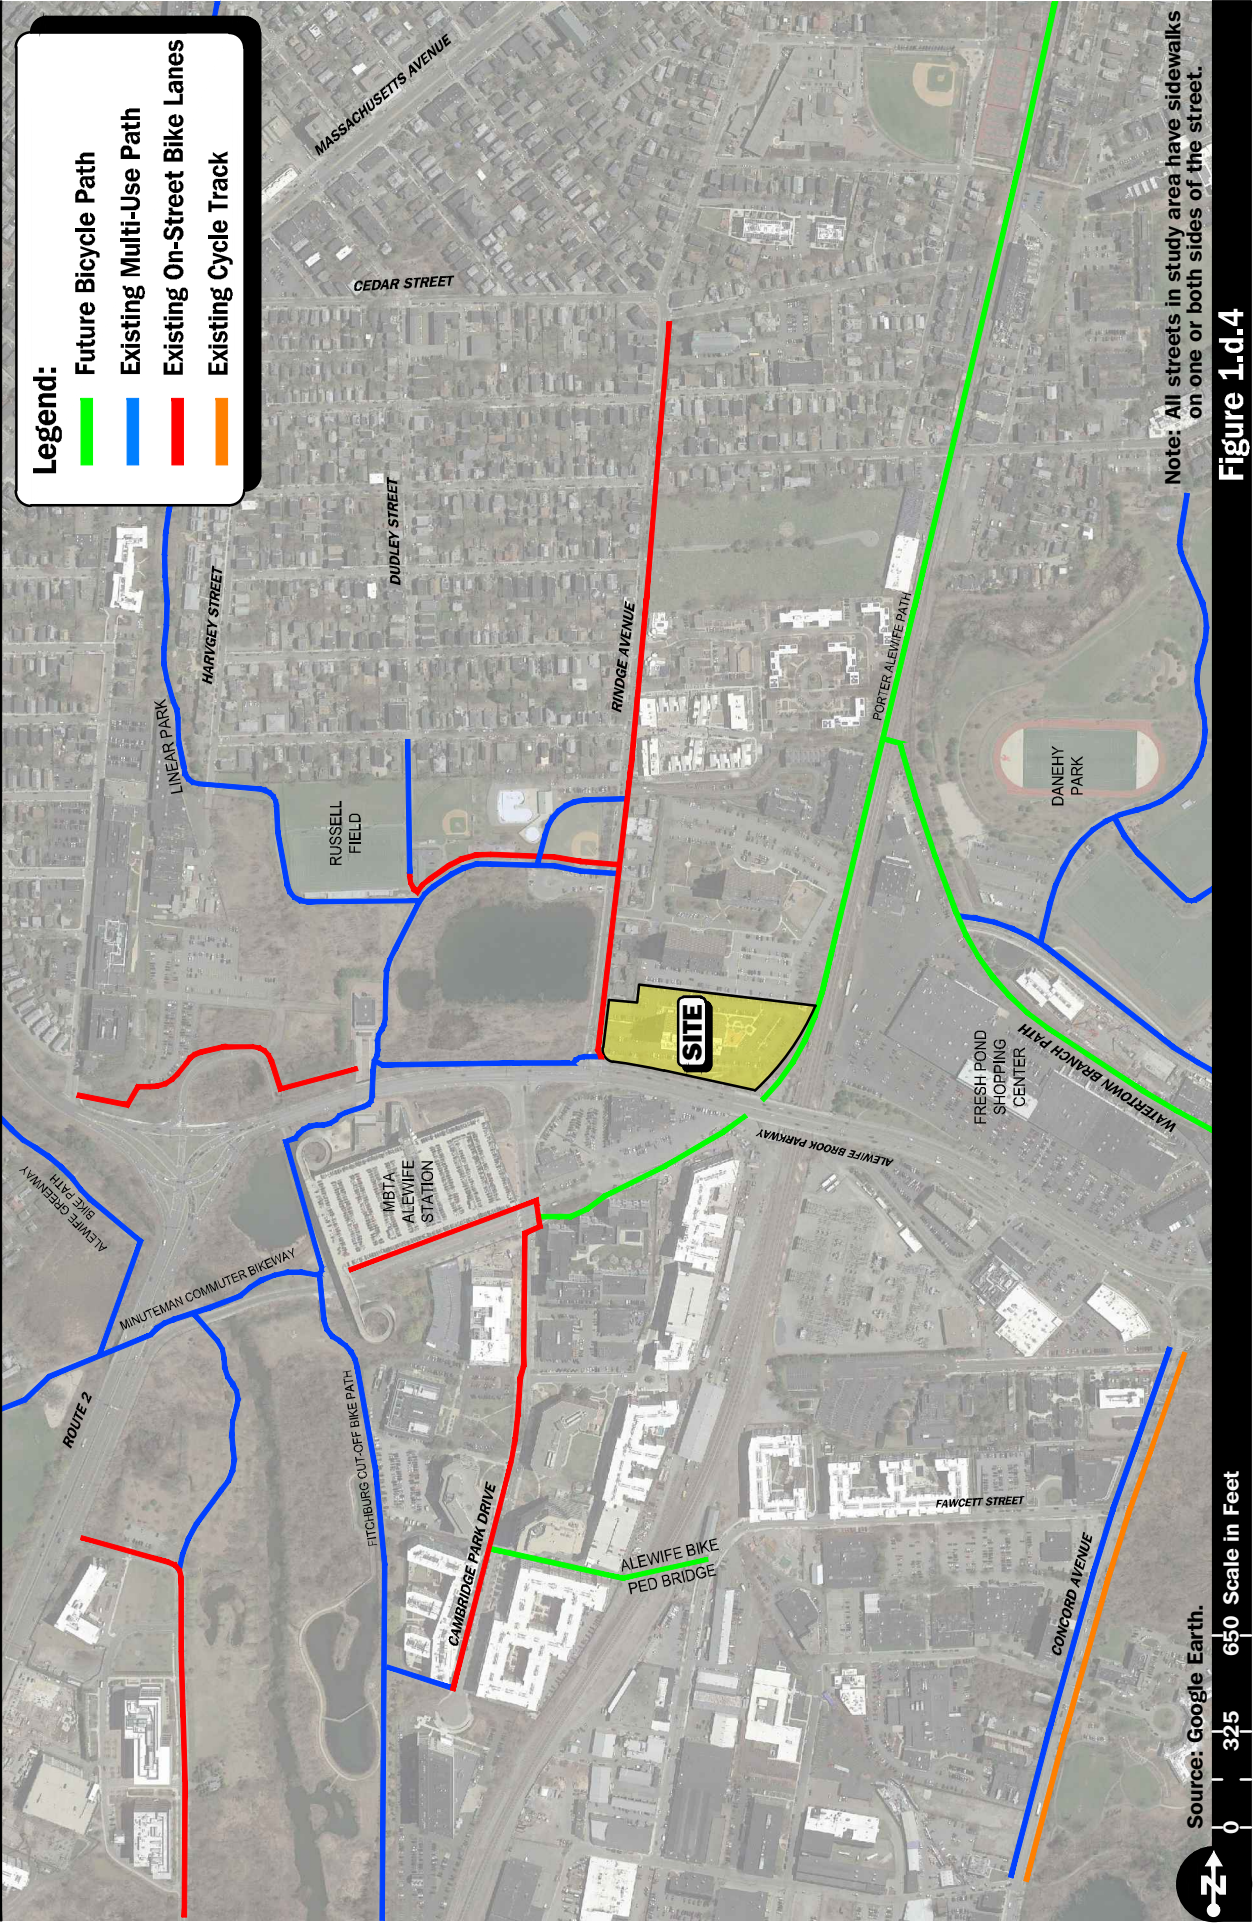 Legend:
Future Bicycle Path
Existing Multi-Use Path
Existing On-Street Bike Lanes
Existing Cycle Track
MASSACHUSETTS AVENUE
CEDAR STREET
DUDLEY STREET
HARVGEY STREET
LINEAR PARK
RINDGE AVENUE
RUSSELL
FIELD
PORTER ALEWIFE PATH
DANEHY
PARK
SITE
FRESH POND
SHOPPING
CENTER
WATERTOWN BRANCH PATH
ALEWIFE BROOK PARKWAY
MBTA
ALEWIFE
STATION
ALEWIFE GREENWAY
BIKE PATH
MINUTEMAN COMMUTER BIKEWAY
ROUTE 2
FITCHBURG CUT-OFF BIKE PATH
CAMBRIDGE PARK DRIVE
ALEWIFE BIKE
PED BRIDGE
FAWCETT STREET
CONCORD AVENUE
Note: All streets in study area have sidewalks
on one or both sides of the street.
Source: Google Earth.
N
0 325 650 Scale in Feet
Figure 1.d.4